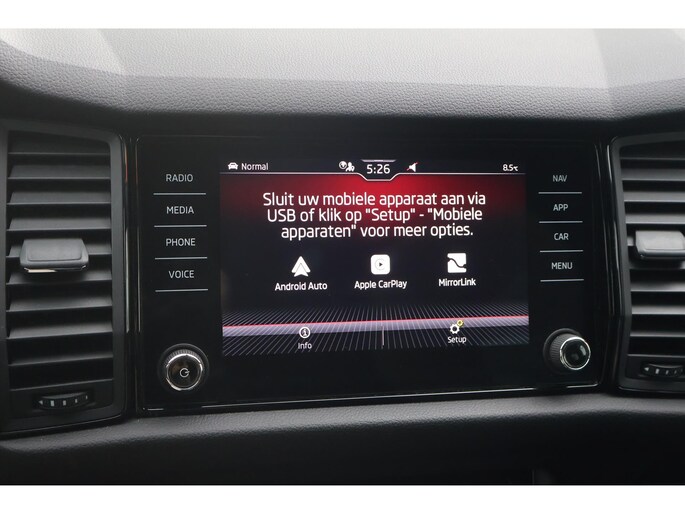 Normal 5:26 8.5℃
RADIO
MEDIA
PHONE
VOICE
Sluit uw mobiele apparaat aan via
USB of klik op "Setup" - "Mobiele
apparaten" voor meer opties.
Android Auto Apple CarPlay MirrorLink
Info Setup
NAV
APP
CAR
MENU